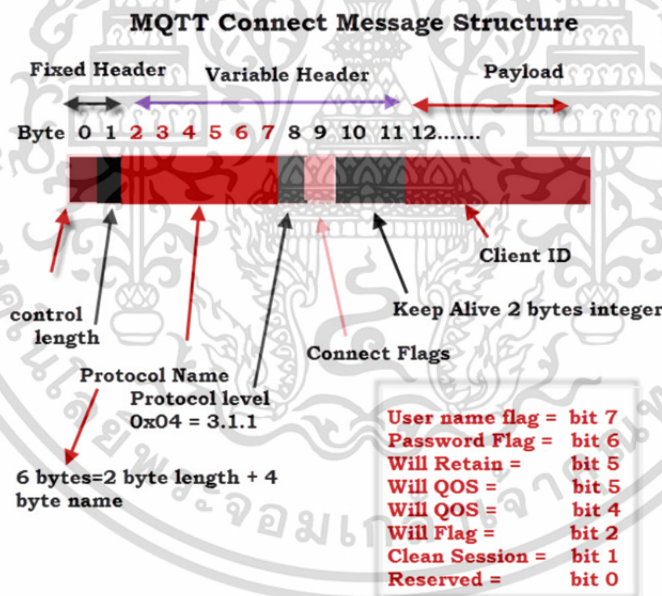 MQTT Connect Message Structure
Fixed Header Variable Header Payload
Byte 0 1 2 3 4 5 6 7 8 9 10 11 12.......
Client ID
control
length
Keep Alive 2 bytes integer
Connect Flags
Protocol Name
Protocol level
0x04 = 3.1.1
6 bytes=2 byte length + 4
byte name
User name flag = bit 7
Password Flag = bit 6
Will Retain = bit 5
Will QOS = bit 5
Will QOS = bit 4
Will Flag = bit 2
Clean Session = bit 1
Reserved = bit 0